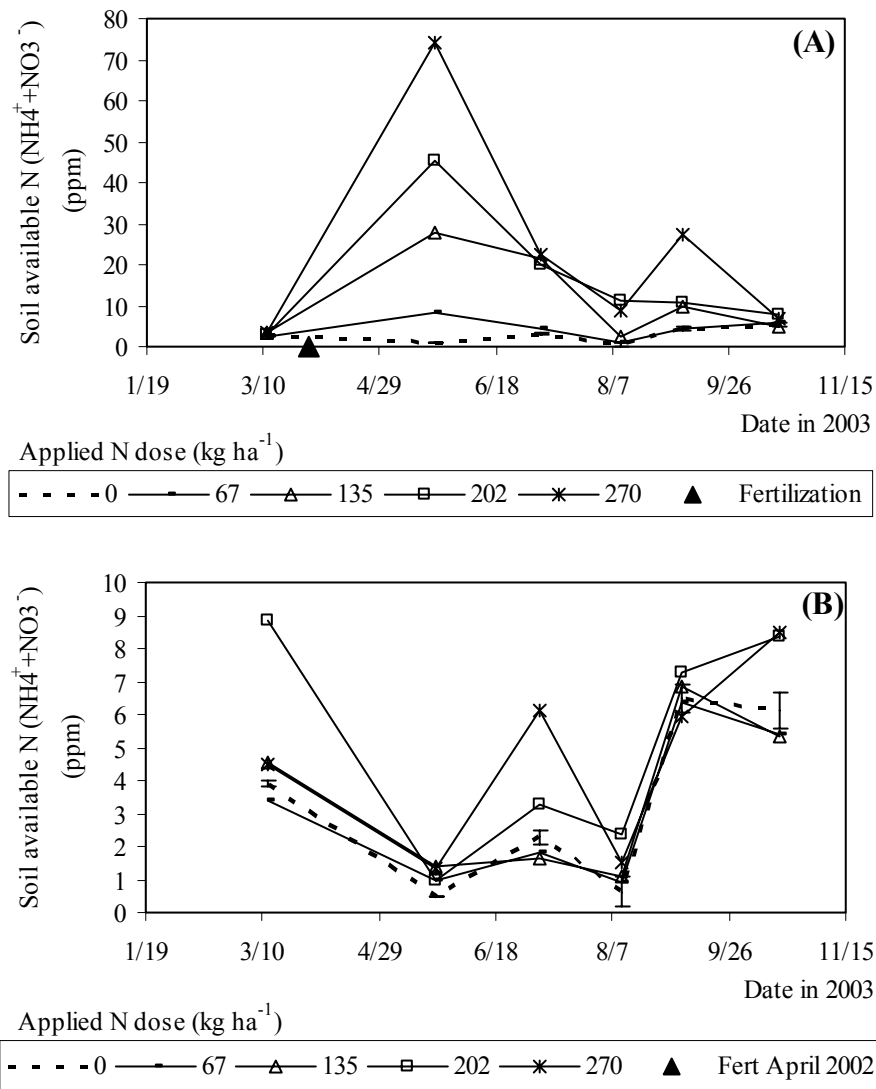 (A)
Soil available N (NH4⁺+NO3⁻)
(ppm)
80
70
60
50
40
30
20
10
0
1/19 3/10 4/29 6/18 8/7 9/26 11/15
Date in 2003
Applied N dose (kg ha⁻¹)
0 67 135 202 270 Fertilization
(B)
Soil available N (NH4⁺+NO3⁻)
(ppm)
10
9
8
7
6
5
4
3
2
1
0
1/19 3/10 4/29 6/18 8/7 9/26 11/15
Date in 2003
Applied N dose (kg ha⁻¹)
0 67 135 202 270 Fert April 2002